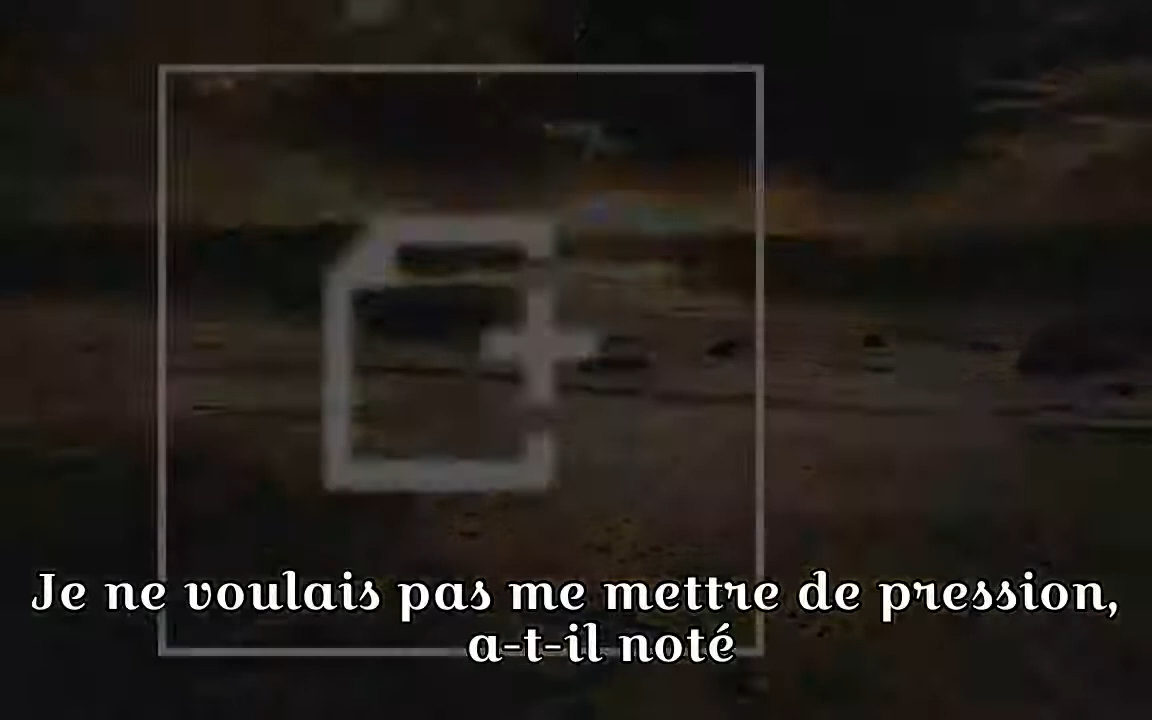 Je ne voulais pas me mettre de pression,
a-t-il noté